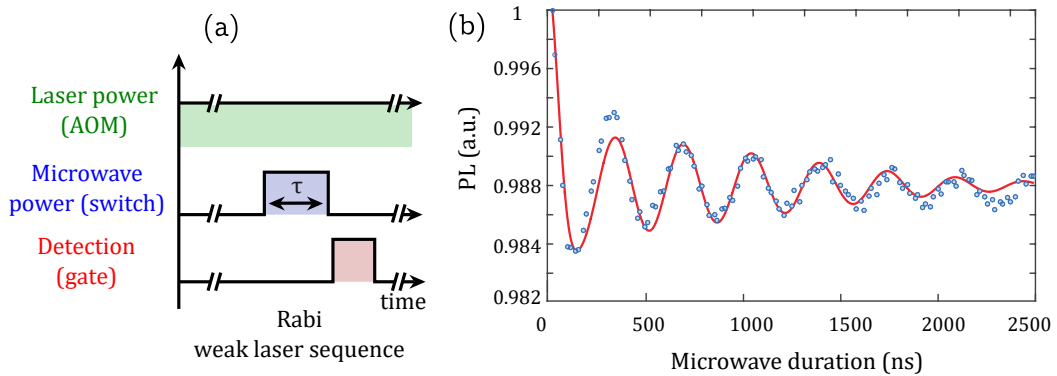 (a)
Laser power
(AOM)
Microwave
power (switch)
τ
Detection
(gate)
time
Rabi
weak laser sequence
(b)
1
0.996
0.992
0.988
0.984
0.982
PL (a.u.)
0
500
1000
1500
2000
2500
Microwave duration (ns)